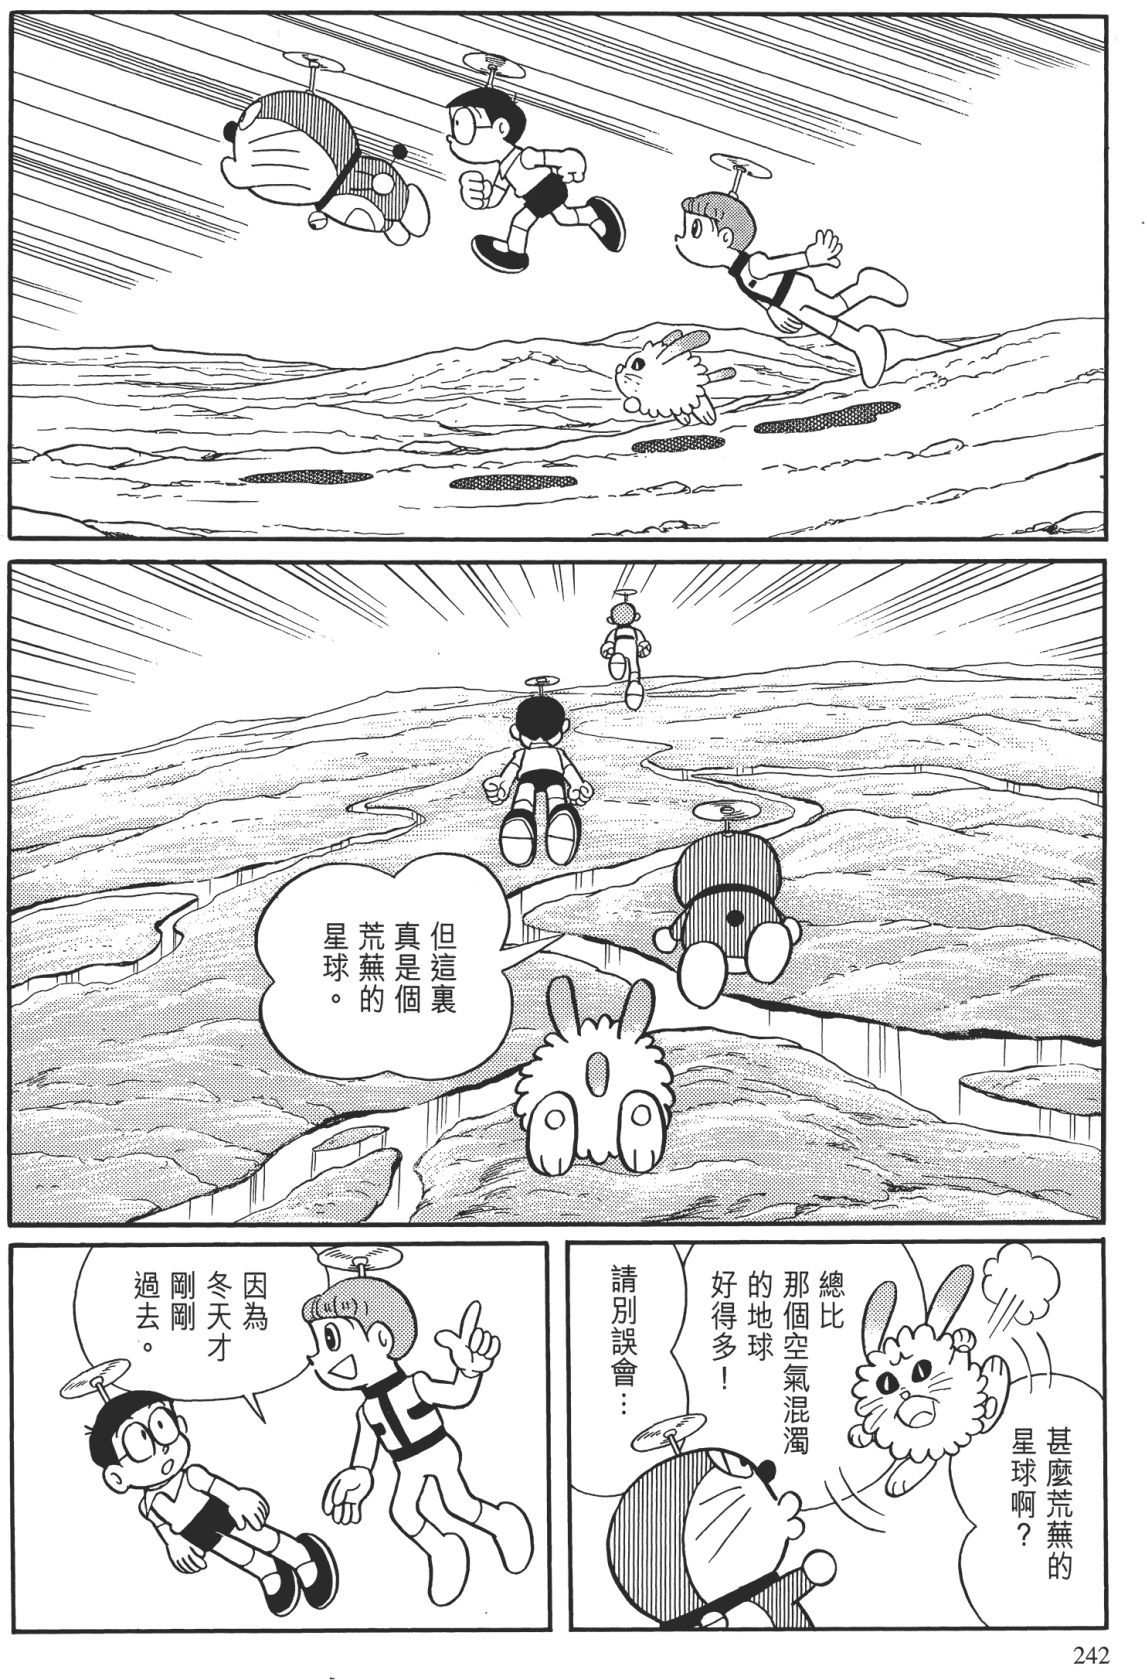 但這裏
真是個
荒蕪的
星球。
甚麼荒蕪的
星球啊？
總比
那個空氣混濁
的地球
好得多！
請別誤會…
因為
冬天才
剛剛
過去。
242